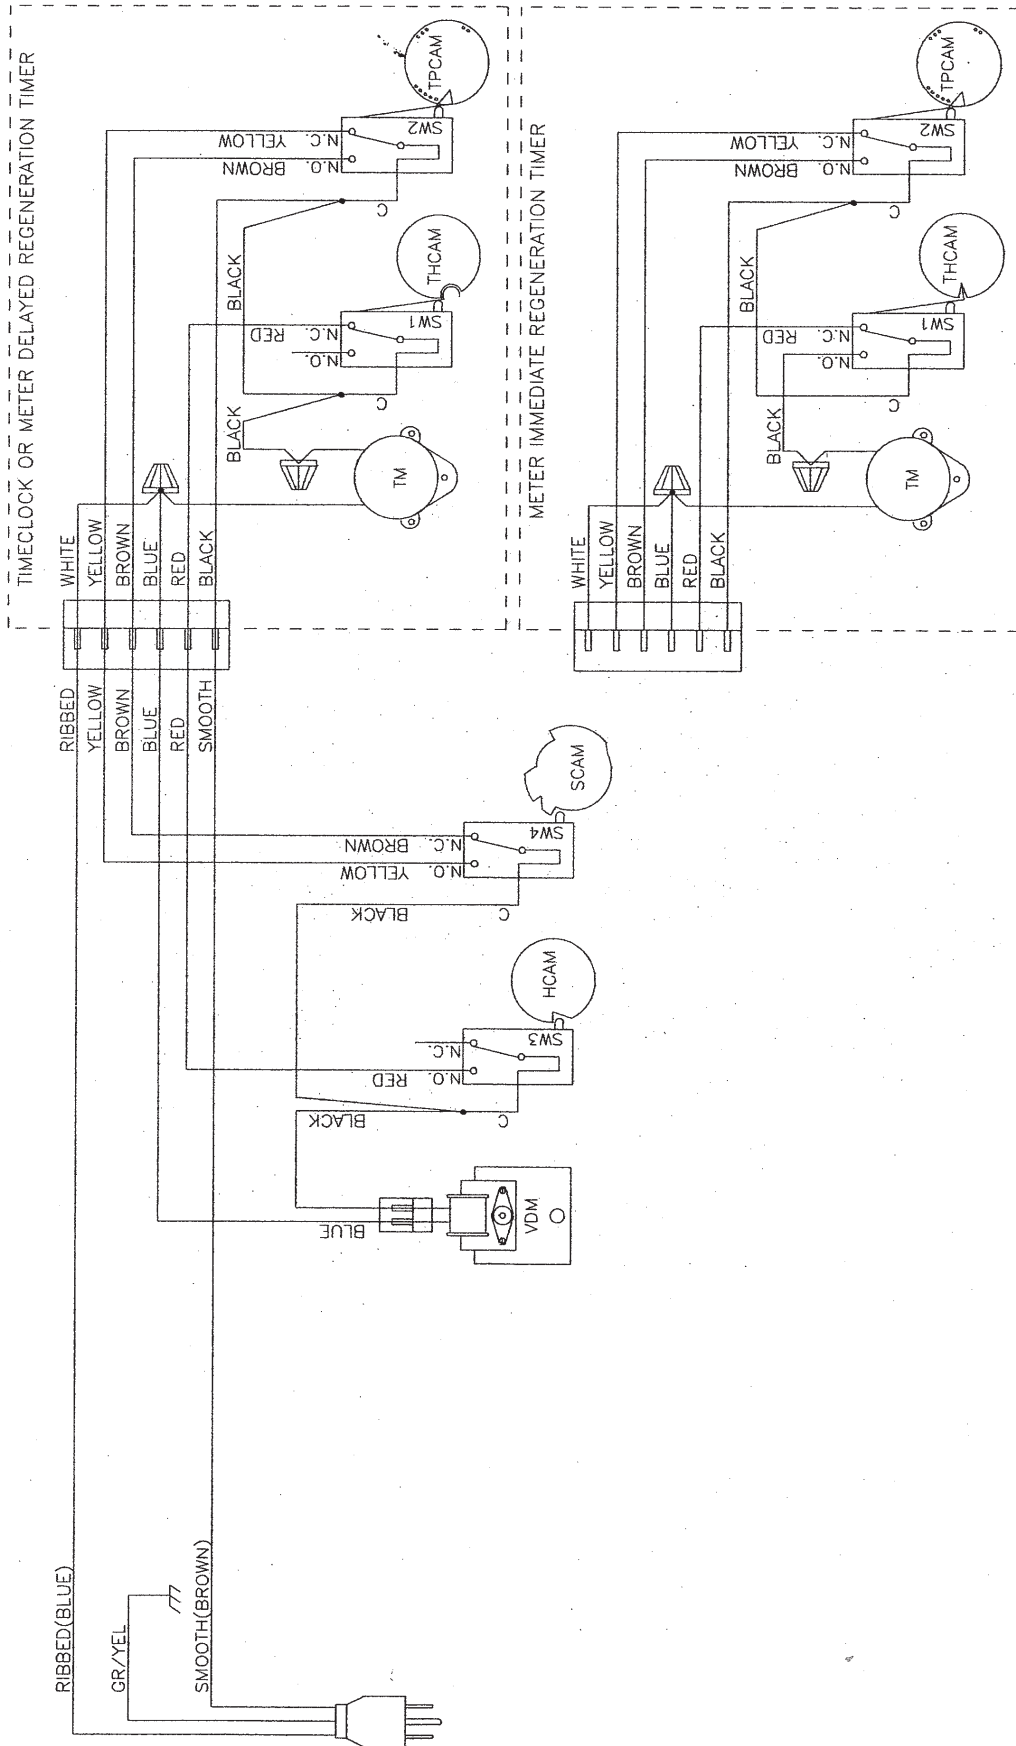 TIMECLOCK OR METER DELAYED REGENERATION TIMER
WHITE
YELLOW
BROWN
BLUE
RED
BLACK
BLACK
BLACK
TM
C
N.O.
N.C.
RED
SW1
THCAM
C
N.O.
N.C.
BROWN
YELLOW
SW2
TPCAM
METER IMMEDIATE REGENERATION TIMER
WHITE
YELLOW
BROWN
BLUE
RED
BLACK
BLACK
BLACK
TM
C
N.O.
N.C.
RED
SW1
THCAM
C
N.O.
N.C.
BROWN
YELLOW
SW2
TPCAM
RIBBED
YELLOW
BROWN
BLUE
RED
SMOOTH
SCAM
SW4
N.C.
BROWN
N.O.
YELLOW
C
BLACK
HCAM
SW3
N.C.
N.O.
RED
C
BLACK
BLUE
VDM
RIBBED(BLUE)
GR/YEL
SMOOTH(BROWN)